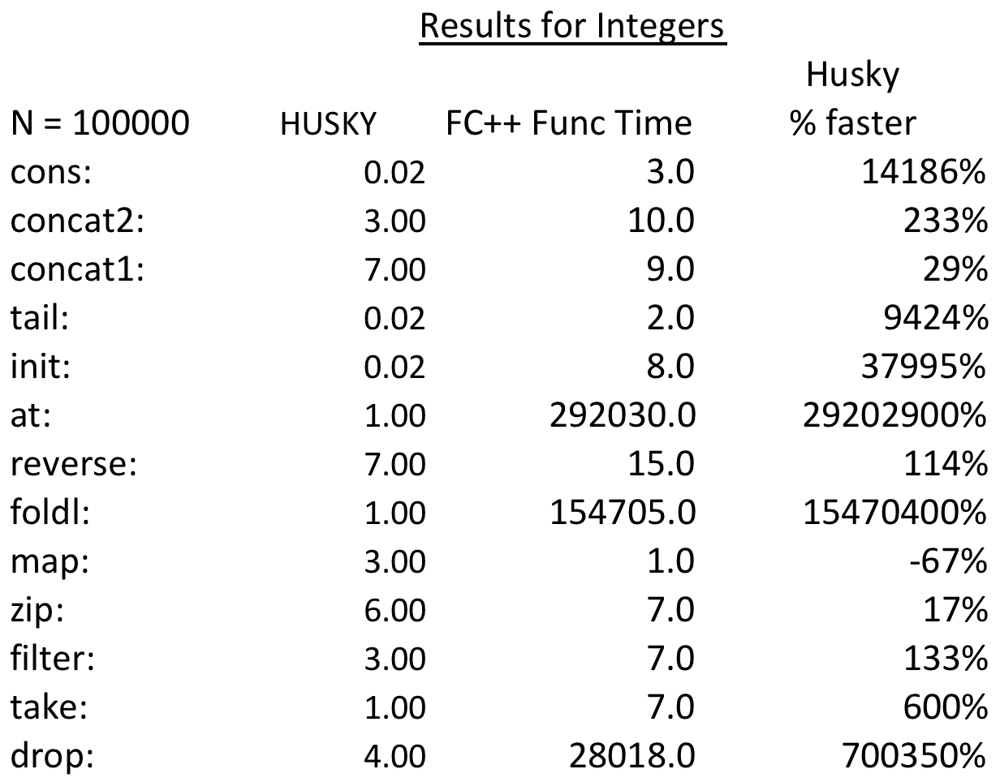 Results for Integers
Husky
N = 100000 HUSKY FC++ Func Time % faster
cons: 0.02 3.0 14186%
concat2: 3.00 10.0 233%
concat1: 7.00 9.0 29%
tail: 0.02 2.0 9424%
init: 0.02 8.0 37995%
at: 1.00 292030.0 29202900%
reverse: 7.00 15.0 114%
foldl: 1.00 154705.0 15470400%
map: 3.00 1.0 -67%
zip: 6.00 7.0 17%
filter: 3.00 7.0 133%
take: 1.00 7.0 600%
drop: 4.00 28018.0 700350%